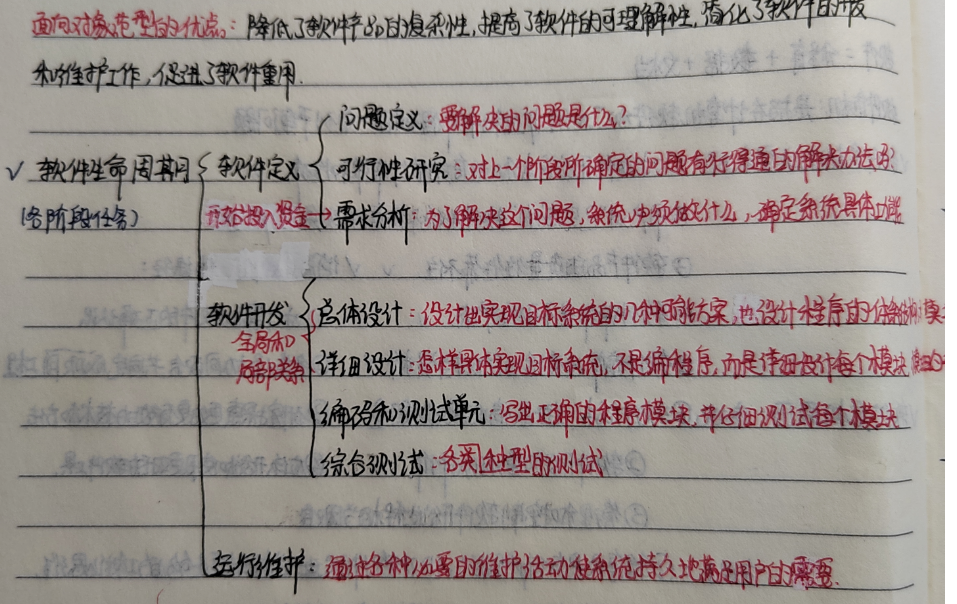 面向对象范型的优点：降低了软件产品的复杂性，提高了软件的可理解性，简化了软件的开发
和维护工作，促进了软件重用.
问题定义：要解决的问题是什么？
√ 软件生命周期 软件定义 可行性研究：对上一个阶段所确定的问题有行得通的解决办法吗?
(各阶段任务) 开始投入资金→ 需求分析：为了解决这个问题，系统必须做什么，确定系统具体功能
软件开发 总体设计：设计出实现目标系统的几种可能方案，也设计程序的体系结构 模
全局和
局部关系 详细设计：怎样具体实现目标系统，不是编程序，而是详细设计每个模块
编码和测试单元：写出正确的程序模块，并仔细测试每个模块
综合测试：各类种型的测试
运行维护：通过各种必要的维护活动使系统持久地满足用户的需要.